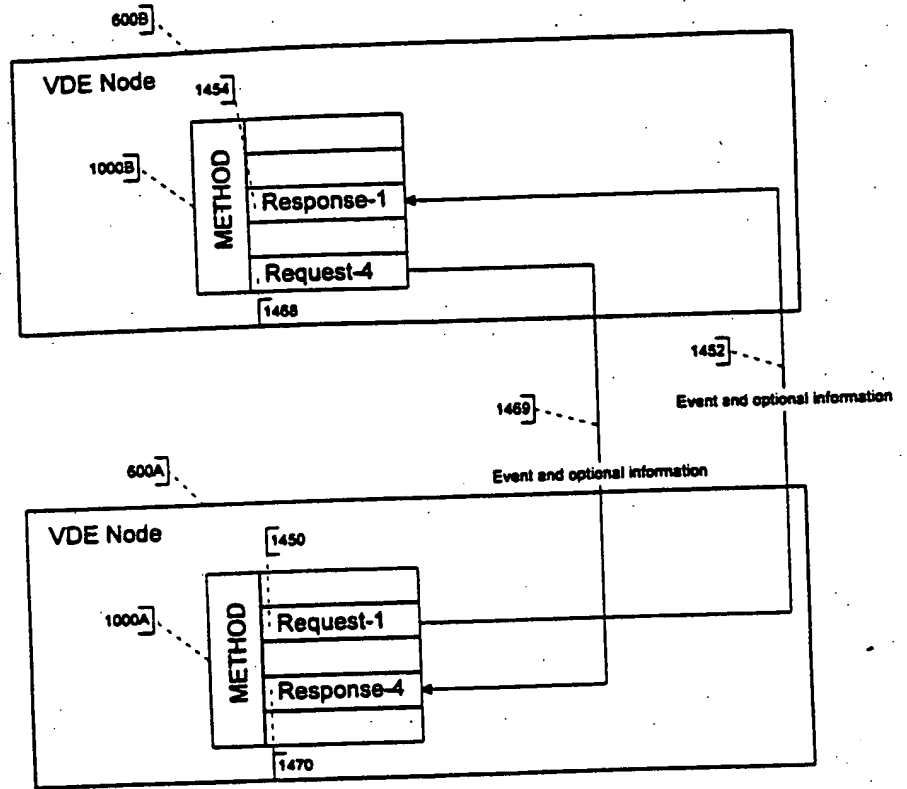 600B
VDE Node
1454
1000B
METHOD
Response-1
Request-4
1468
1452
Event and optional information
1469
Event and optional information
600A
VDE Node
1450
1000A
METHOD
Request-1
Response-4
1470